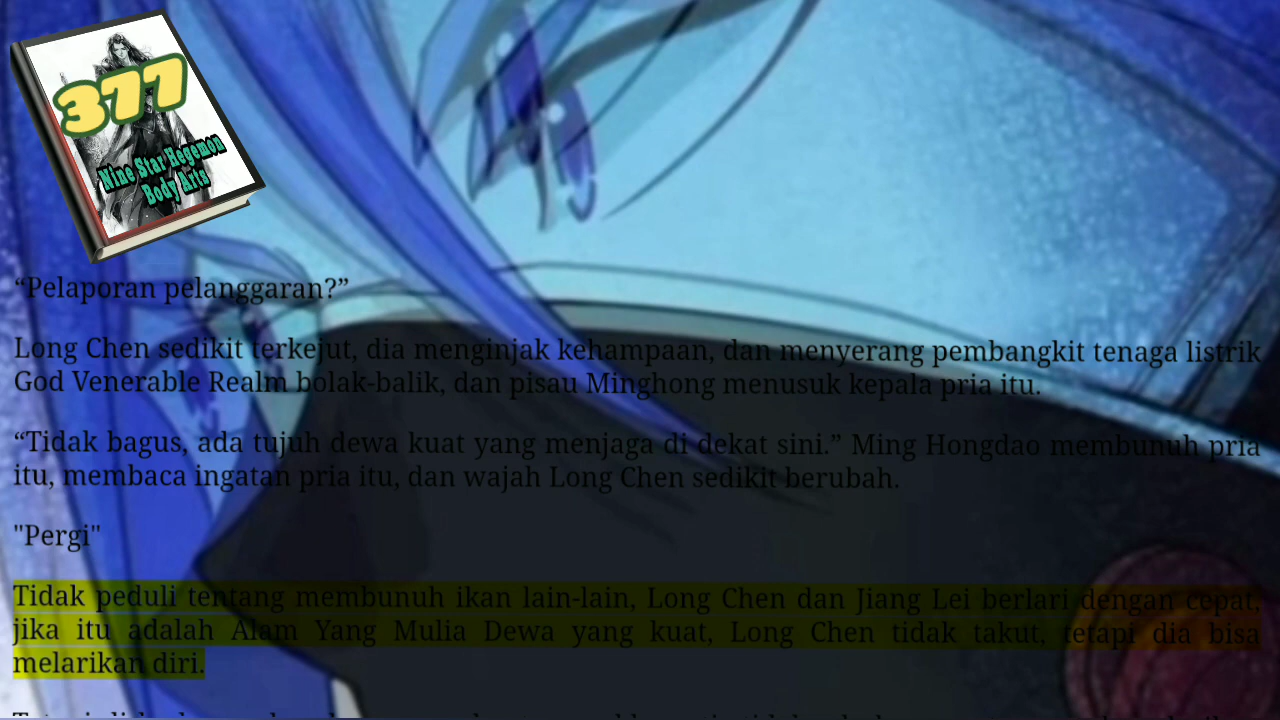 377
Nine Star Hegemon
Body Arts
“Pelaporan pelanggaran?”
Long Chen sedikit terkejut, dia menginjak kehampaan, dan menyerang pembangkit tenaga listrik
God Venerable Realm bolak-balik, dan pisau Minghong menusuk kepala pria itu.
“Tidak bagus, ada tujuh dewa kuat yang menjaga di dekat sini.” Ming Hongdao membunuh pria
itu, membaca ingatan pria itu, dan wajah Long Chen sedikit berubah.
"Pergi"
Tidak peduli tentang membunuh ikan lain-lain, Long Chen dan Jiang Lei berlari dengan cepat,
jika itu adalah Alam Yang Mulia Dewa yang kuat, Long Chen tidak takut, tetapi dia bisa
melarikan diri.